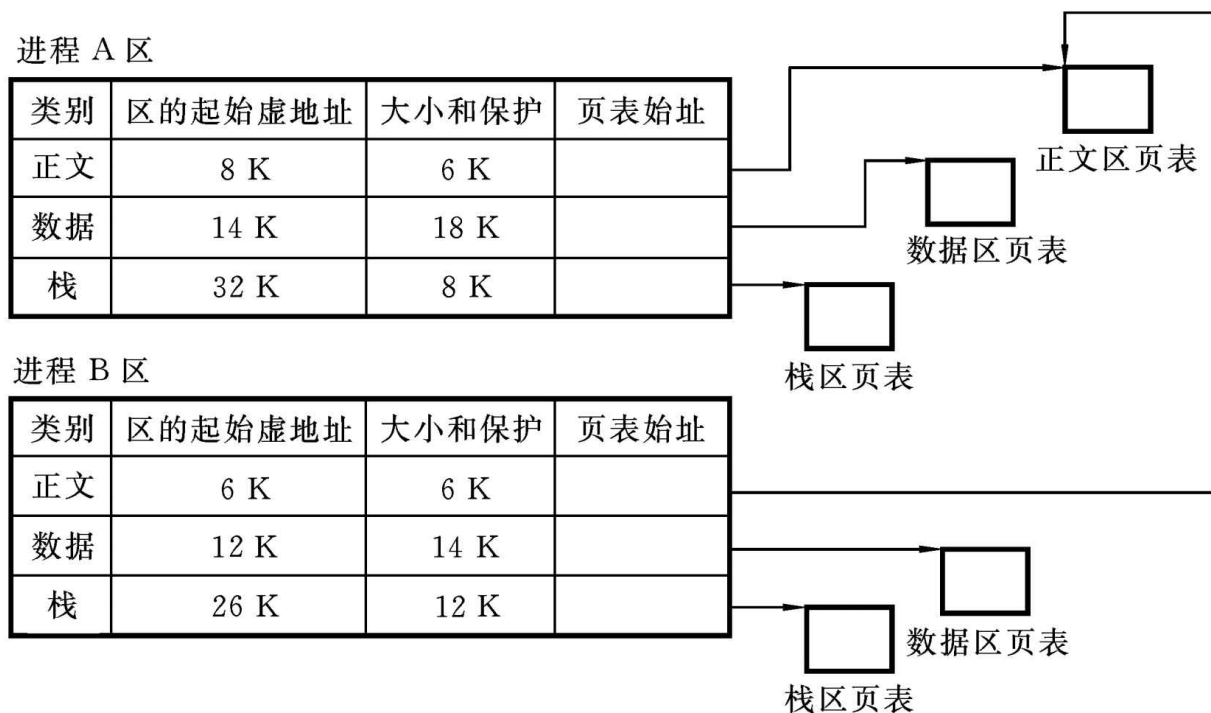 进程 A 区
类别 区的起始虚地址 大小和保护 页表始址
正文 8 K 6 K
数据 14 K 18 K
栈 32 K 8 K
正文区页表
数据区页表
栈区页表
进程 B 区
类别 区的起始虚地址 大小和保护 页表始址
正文 6 K 6 K
数据 12 K 14 K
栈 26 K 12 K
数据区页表
栈区页表